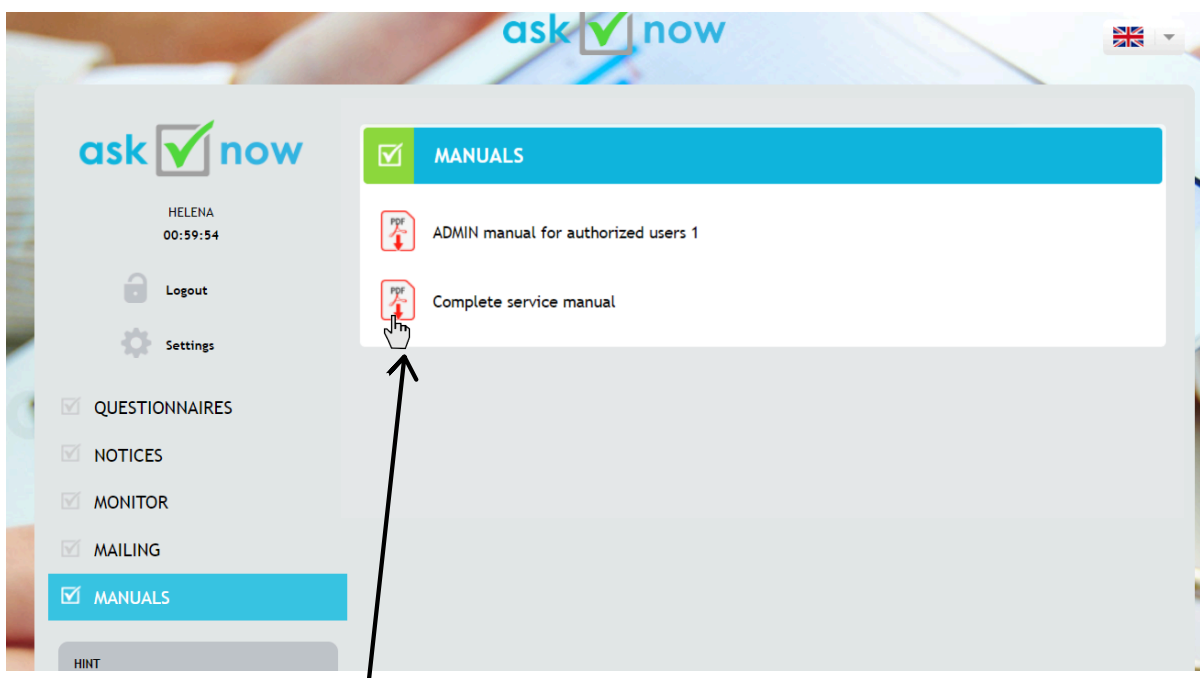 ask now
ask now
MANUALS
HELENA
00:59:54
PDF
ADMIN manual for authorized users 1
Logout
PDF
Complete service manual
Settings
QUESTIONNAIRES
NOTICES
MONITOR
MAILING
MANUALS
HINT